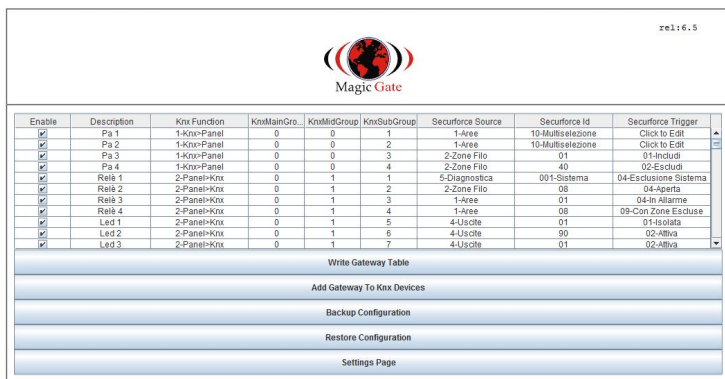 rel:6.5
Magic Gate
Enable Description Knx Function KnxMainGro... KnxMidGroup KnxSubGroup Securforce Source Securforce Id Securforce Trigger
Pa 1 1-Knx>Panel 0 0 1 1-Aree 10-Multiselezione Click to Edit
Pa 2 1-Knx>Panel 0 0 2 1-Aree 10-Multiselezione Click to Edit
Pa 3 1-Knx>Panel 0 0 3 2-Zone Filo 01 01-Includi
Pa 4 1-Knx>Panel 0 0 4 2-Zone Filo 40 02-Escludi
Relè 1 2-Panel>Knx 0 1 1 5-Diagnostica 001-Sistema 04-Esclusione Sistema
Relè 2 2-Panel>Knx 0 1 2 2-Zone Filo 08 04-Aperta
Relè 3 2-Panel>Knx 0 1 3 1-Aree 01 04-In Allarme
Relè 4 2-Panel>Knx 0 1 4 1-Aree 08 09-Con Zone Escluse
Led 1 2-Panel>Knx 0 1 5 4-Uscite 01 01-Isolata
Led 2 2-Panel>Knx 0 1 6 4-Uscite 90 02-Attiva
Led 3 2-Panel>Knx 0 1 7 4-Uscite 01 02-Attiva
Write Gateway Table
Add Gateway To Knx Devices
Backup Configuration
Restore Configuration
Settings Page